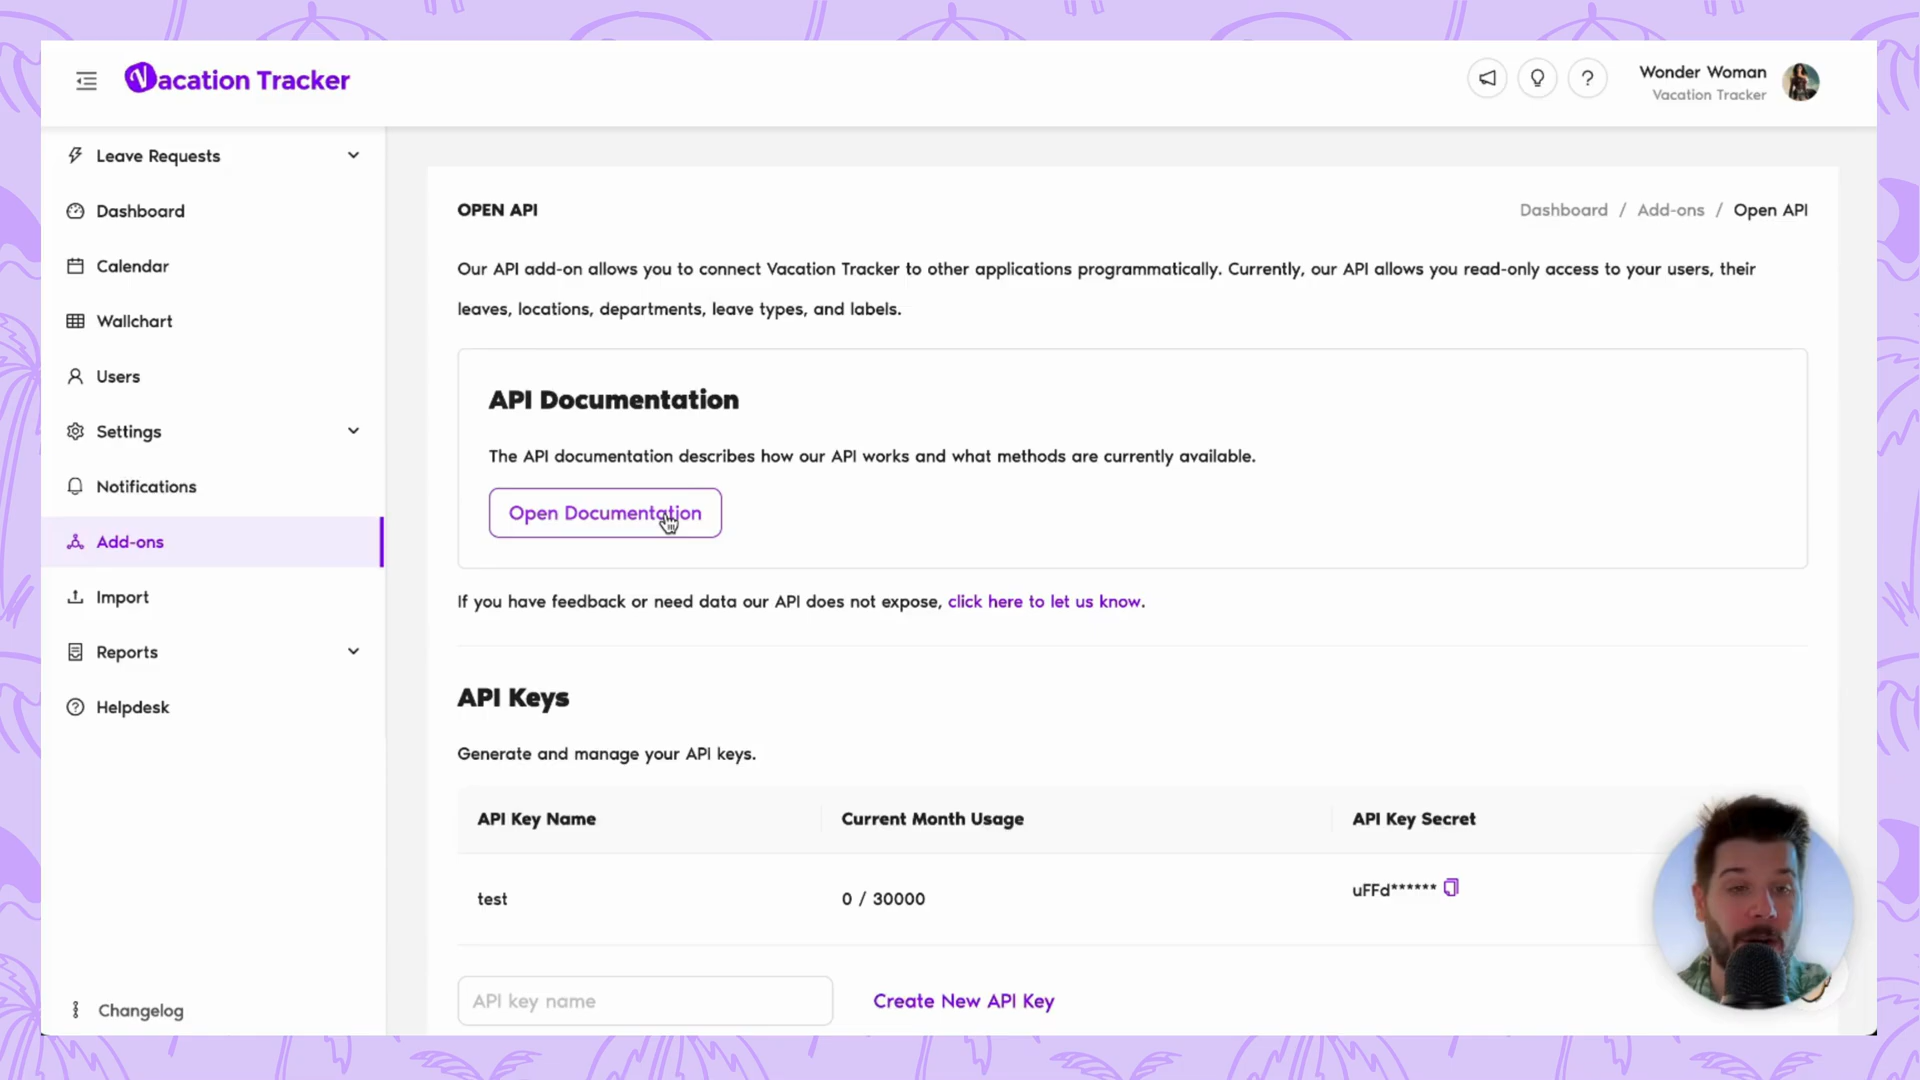 Vacation Tracker
Wonder Woman
Vacation Tracker
Leave Requests
Dashboard
Calendar
Wallchart
Users
Settings
Notifications
Add-ons
Import
Reports
Helpdesk
Changelog
OPEN API
Dashboard / Add-ons / Open API
Our API add-on allows you to connect Vacation Tracker to other applications programmatically. Currently, our API allows you read-only access to your users, their
leaves, locations, departments, leave types, and labels.
API Documentation
The API documentation describes how our API works and what methods are currently available.
Open Documentation
If you have feedback or need data our API does not expose, click here to let us know.
API Keys
Generate and manage your API keys.
API Key Name Current Month Usage API Key Secret
test 0 / 30000 uFFd******
API key name Create New API Key